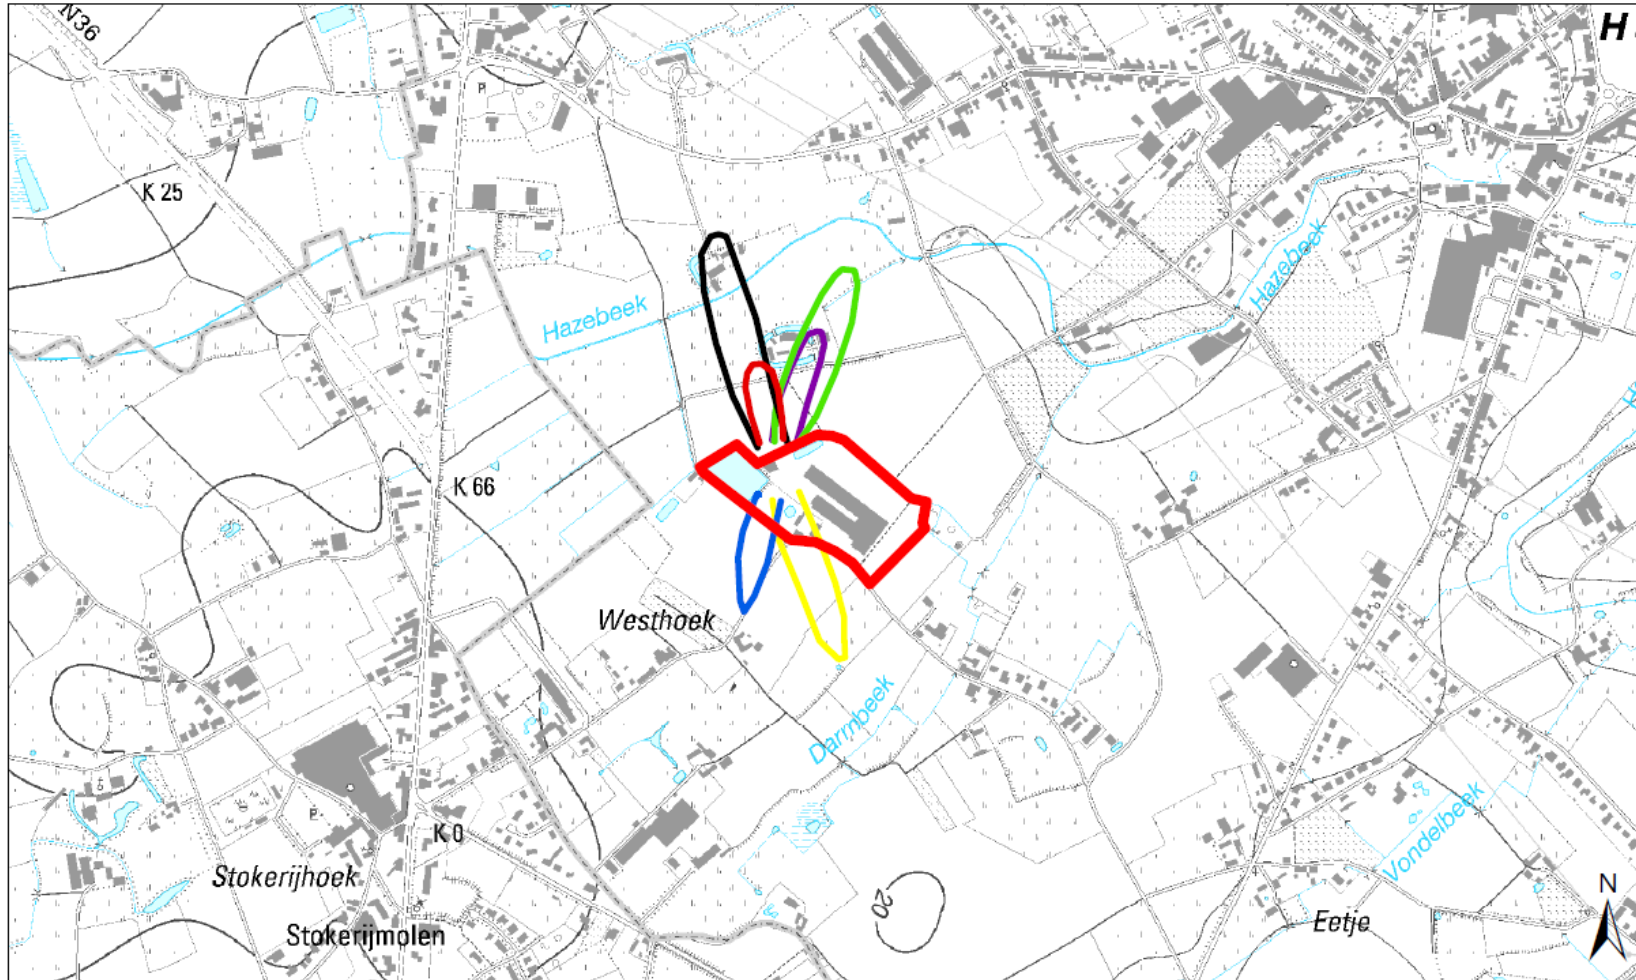 N36
H
K 25
Hazebeek
Hazebeek
K 66
Westhoek
Darmbeek
K 0
Vondelbeek
Stokerijhoek
20
Stokerijmolen
Eetje
N
P
P